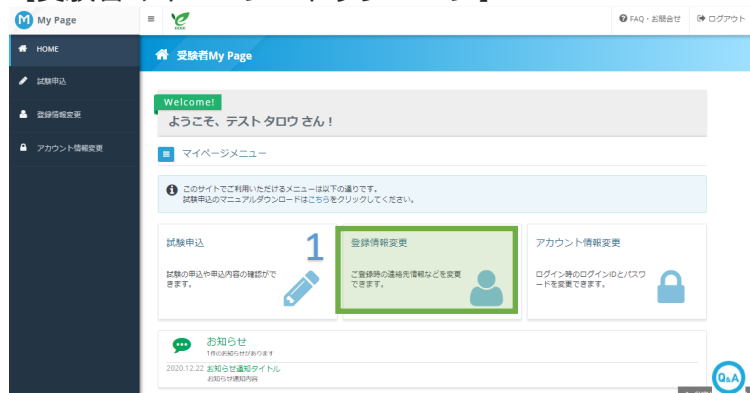 My Page
FAQ・お問合せ
ログアウト
HOME
試験申込
登録情報変更
アカウント情報変更
受験者My Page
Welcome!
ようこそ、テスト タロウ さん！
マイページメニュー
このサイトでご利用いただけるメニューは以下の通りです。
試験申込のマニュアルダウンロードはこちらをクリックしてください。
試験申込
1
試験の申込や申込内容の確認がで
きます。
登録情報変更
ご登録時の連絡先情報などを変更
できます。
アカウント情報変更
ログイン時のログインIDとパスワ
ードを変更できます。
お知らせ
1件のお知らせがあります
2020.12.22 お知らせ通知タイトル
お知らせ通知内容
Q&A